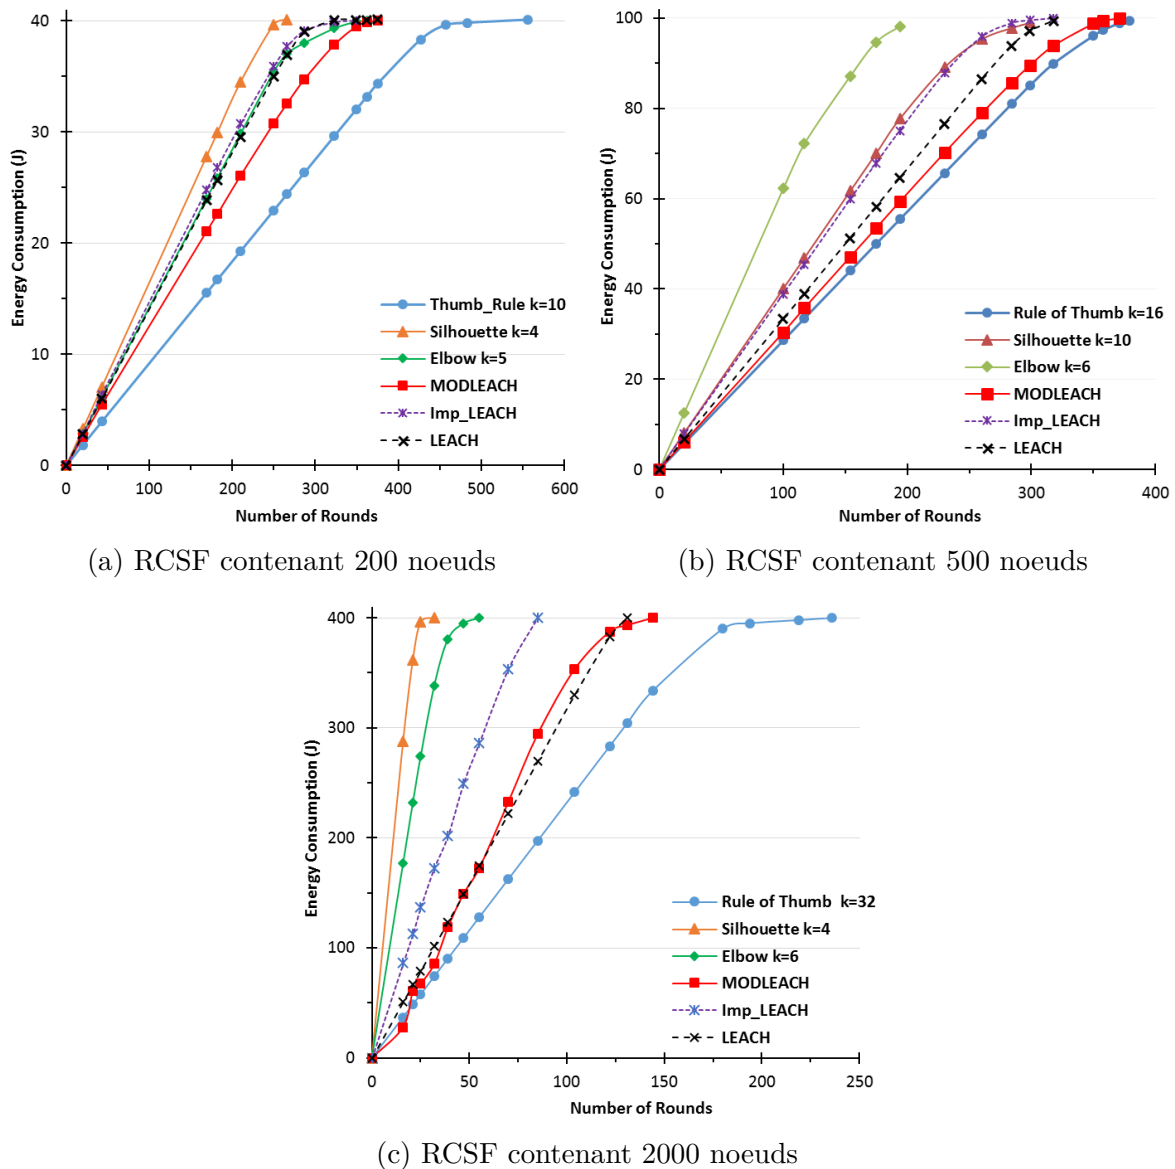 40
30
20
10
0
Energy Consumption (J)
0 100 200 300 400 500 600
Number of Rounds
Thumb_Rule k=10
Silhouette k=4
Elbow k=5
MODLEACH
Imp_LEACH
LEACH
(a) RCSF contenant 200 noeuds
100
80
60
40
20
0
Energy Consumption (J)
0 100 200 300 400
Number of Rounds
Rule of Thumb k=16
Silhouette k=10
Elbow k=6
MODLEACH
Imp_LEACH
LEACH
(b) RCSF contenant 500 noeuds
400
300
200
100
0
Energy Consumption (J)
0 50 100 150 200 250
Number of Rounds
Rule of Thumb k=32
Silhouette k=4
Elbow k=6
MODLEACH
Imp_LEACH
LEACH
(c) RCSF contenant 2000 noeuds